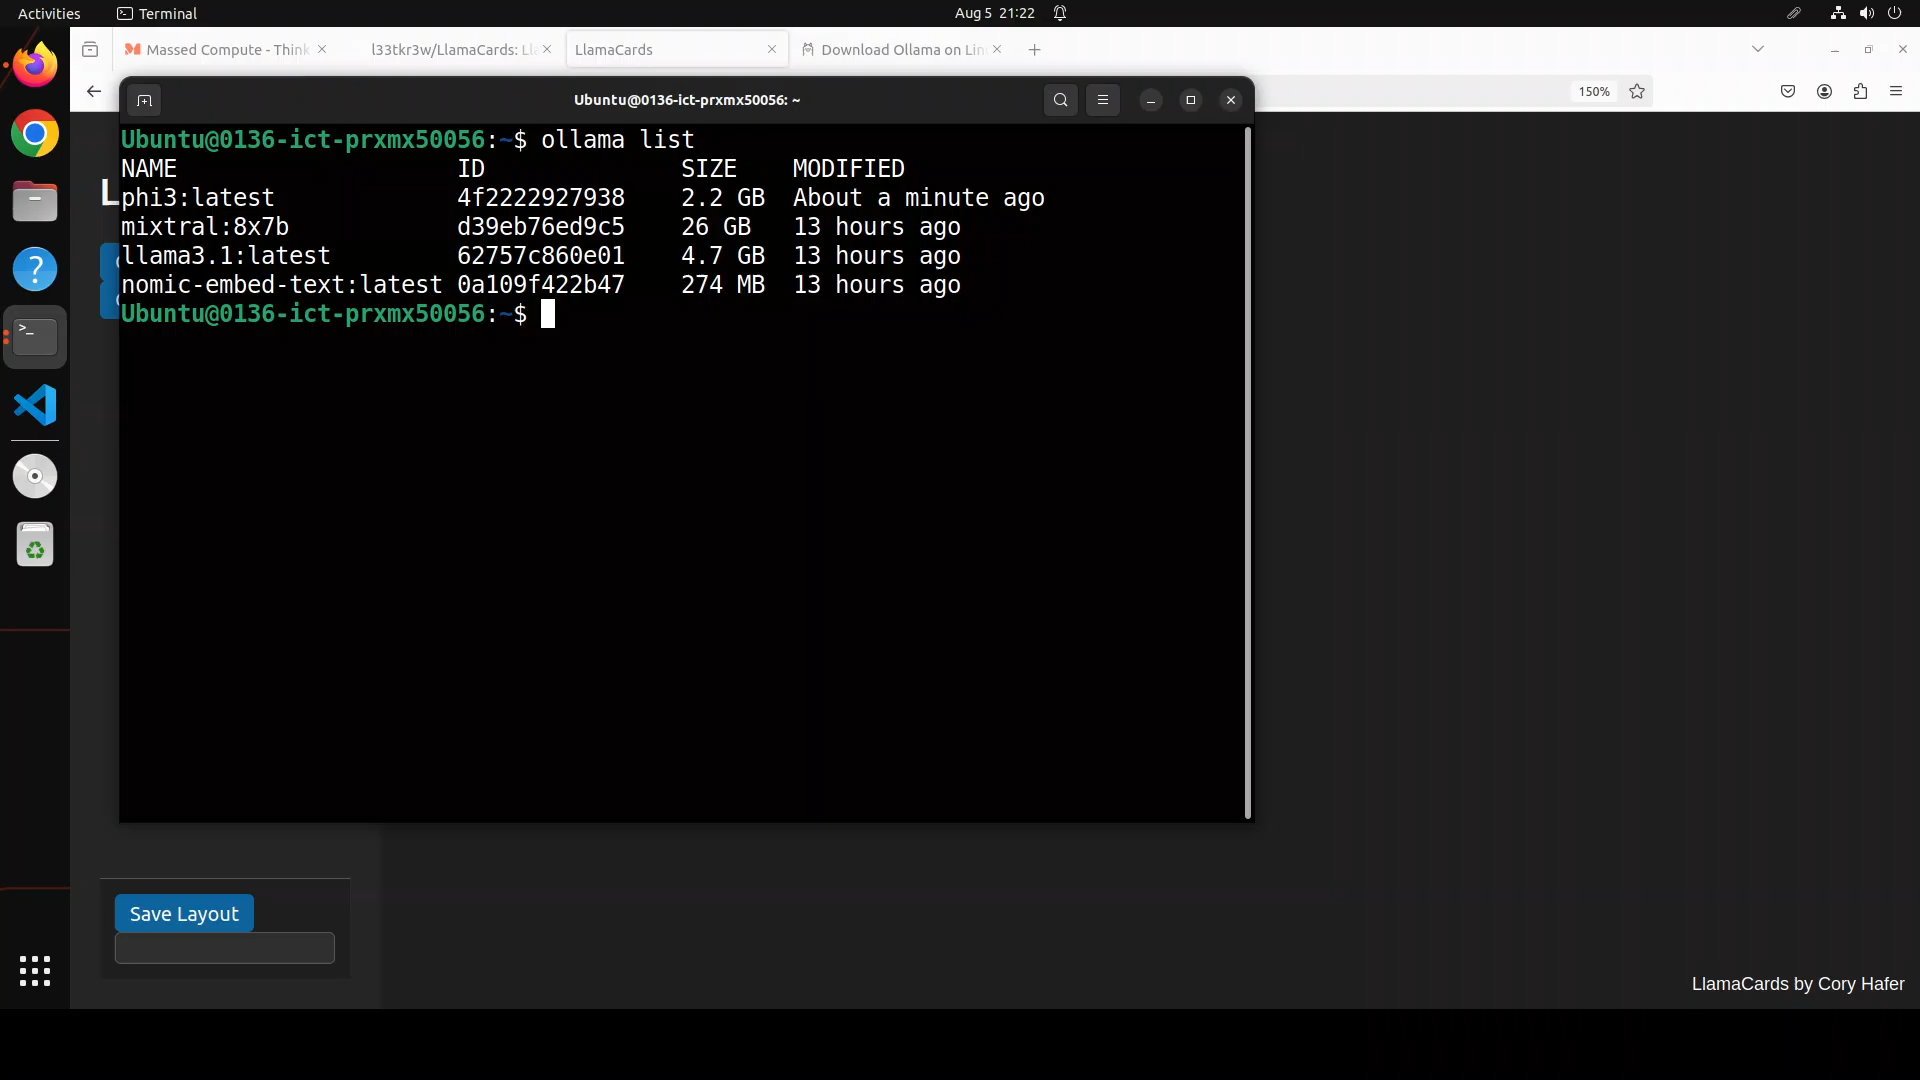 Activities
Terminal
Aug 5 21:22
Massed Compute - Think
l33tkr3w/LlamaCards:
LlamaCards
Download Ollama on Lin
150%
Ubuntu@0136-ict-prxmx50056: ~
Ubuntu@0136-ict-prxmx50056:~$ ollama list
NAME ID SIZE MODIFIED
phi3:latest 4f2222927938 2.2 GB About a minute ago
mixtral:8x7b d39eb76ed9c5 26 GB 13 hours ago
llama3.1:latest 62757c860e01 4.7 GB 13 hours ago
nomic-embed-text:latest 0a109f422b47 274 MB 13 hours ago
Ubuntu@0136-ict-prxmx50056:~$
L
Save Layout
LlamaCards by Cory Hafer